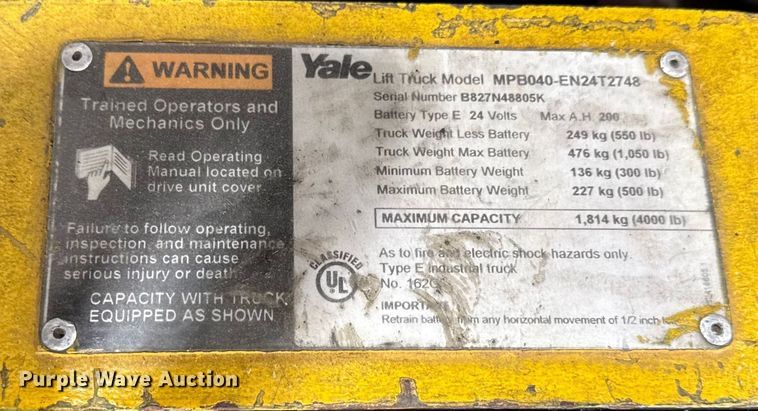 WARNING
Trained Operators and
Mechanics Only
Read Operating
Manual located on
drive unit cover
Failure to follow operating,
inspection and maintenance
instructions can cause
serious injury or death
CAPACITY WITH TRUCK
EQUIPPED AS SHOWN
Yale Lift Truck Model MPB040-EN24T2748
Serial Number B827N48805K
Battery Type E 24 Volts Max A.H. 200
Truck Weight Less Battery 249 kg (550 lb)
Truck Weight Max Battery 476 kg (1,050 lb)
Minimum Battery Weight 136 kg (300 lb)
Maximum Battery Weight 227 kg (500 lb)
MAXIMUM CAPACITY 1,814 kg (4000 lb)
CLASSIFIED
UL
As to fire and electric shock hazards only
Type E industrial truck
No. 162G
IMPORTANT
Retrain battery from any horizontal movement of 1/2 inch
Purple Wave Auction